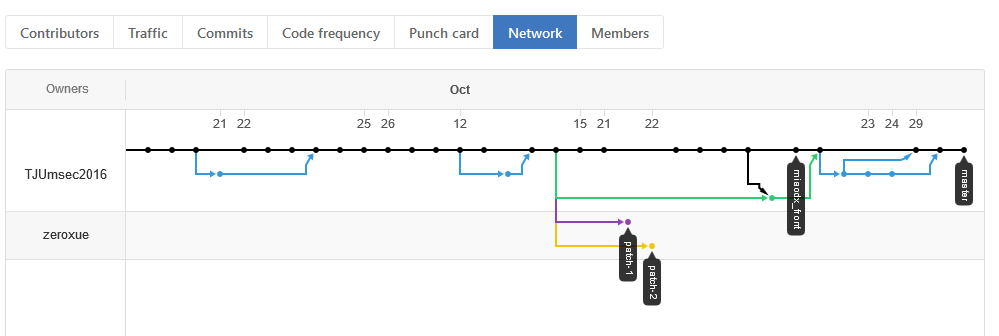 Contributors Traffic Commits Code frequency Punch card Network Members
Owners Oct
21 22 25 26 12 15 21 22 23 24 29
TJUmsec2016
miaodx_front
master
zeroxue
patch-1
patch-2